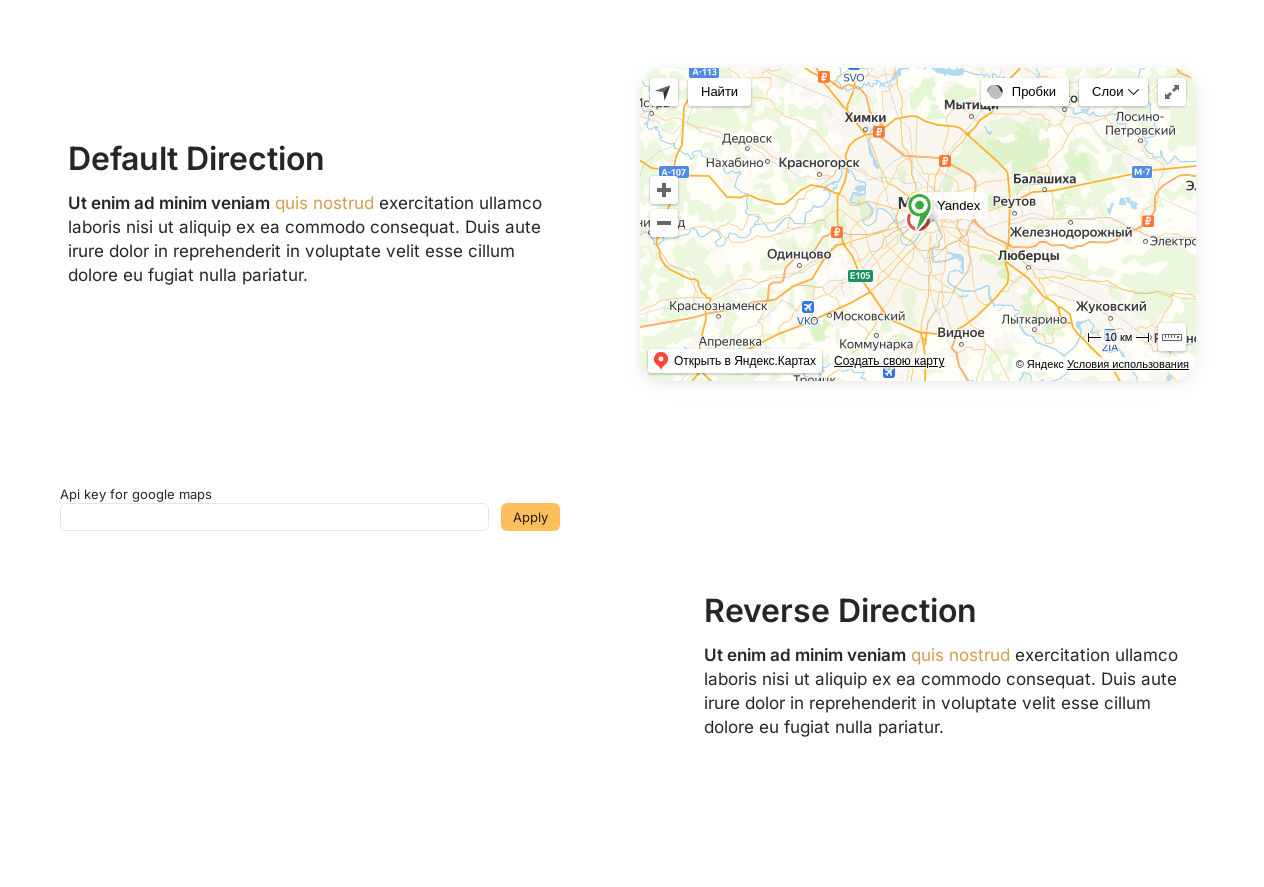 Default Direction
Ut enim ad minim veniam quis nostrud exercitation ullamco
laboris nisi ut aliquip ex ea commodo consequat. Duis aute
irure dolor in reprehenderit in voluptate velit esse cillum
dolore eu fugiat nulla pariatur.
A-113
SVO
Найти
Пробки
Слои
Мытищи
Химки
Лосино-
Петровский
Дедовск
Нахабино
Красногорск
A-107
M-7
Балашиха
Реутов
Yandex
Железнодорожный
Одинцово
Люберцы
E105
Краснознаменск
VKO
Московский
Жуковский
Лыткарино
Видное
Апрелевка
Коммунарка
10 км
ZIA
Открыть в Яндекс.Картах
Создать свою карту
© Яндекс Условия использования
Api key for google maps
Apply
Reverse Direction
Ut enim ad minim veniam quis nostrud exercitation ullamco
laboris nisi ut aliquip ex ea commodo consequat. Duis aute
irure dolor in reprehenderit in voluptate velit esse cillum
dolore eu fugiat nulla pariatur.